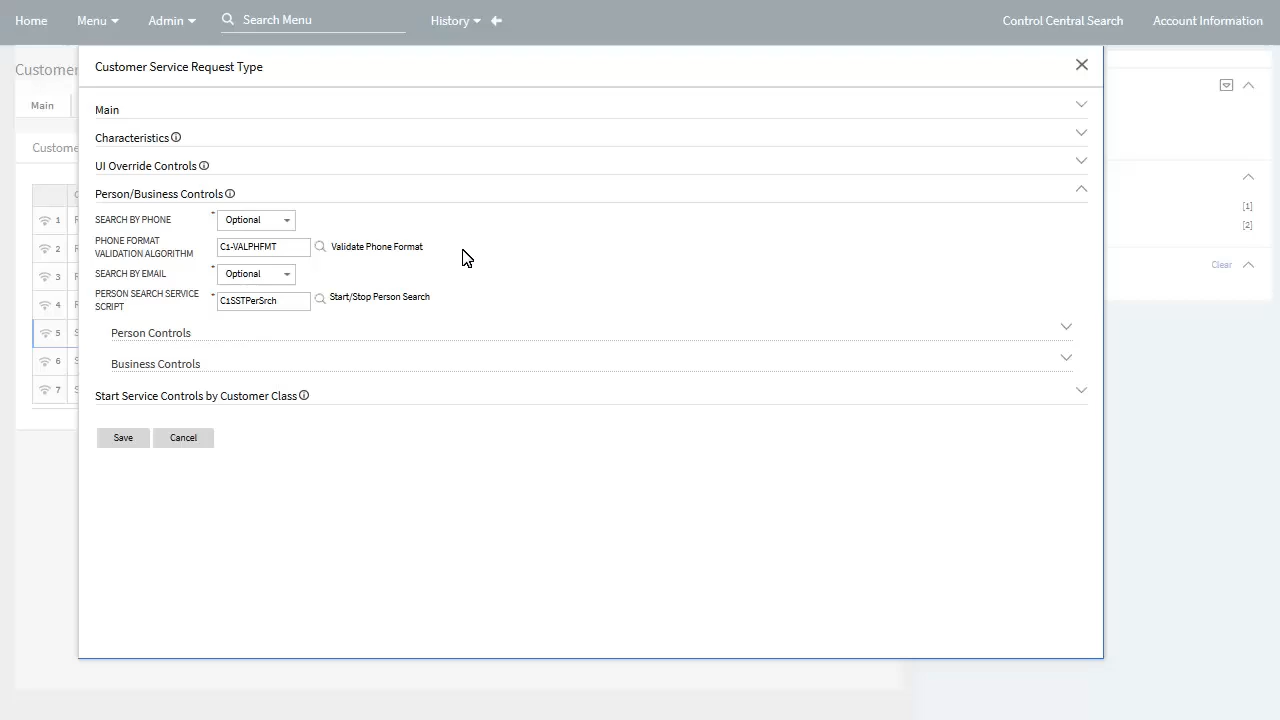 Home Menu Admin Search Menu History Control Central Search Account Information
Customer
Customer Service Request Type
Main
Main
Characteristics
Custome
UI Override Controls
Person/Business Controls
SEARCH BY PHONE * Optional
PHONE FORMAT
VALIDATION ALGORITHM C1-VALPHFMT Validate Phone Format
SEARCH BY EMAIL * Optional
PERSON SEARCH SERVICE
SCRIPT * C1SSTPerSrch Start/Stop Person Search
Person Controls
Business Controls
Start Service Controls by Customer Class
Save Cancel
1
2
3
4
5
6
7
[1]
[2]
Clear